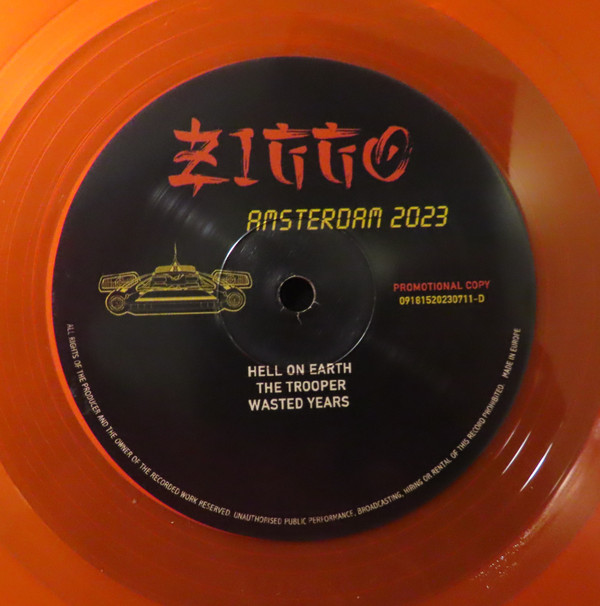 ZIGGO
AMSTERDAM 2023
PROMOTIONAL COPY
09181520230711-D
HELL ON EARTH
THE TROOPER
WASTED YEARS
ALL RIGHTS OF THE PRODUCER AND THE OWNER OF THE RECORDED WORK RESERVED. UNAUTHORISED PUBLIC PERFORMANCE, BROADCASTING, HIRING OR RENTAL OF THIS RECORD PROHIBITED. MADE IN EUROPE